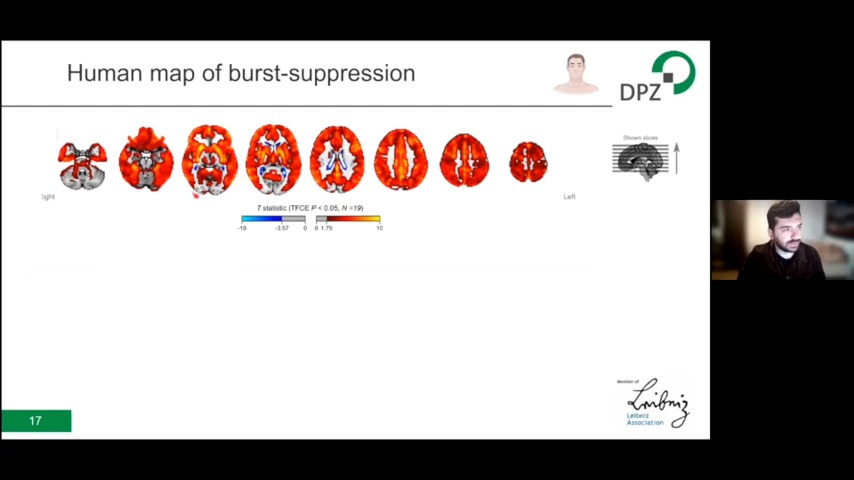 Human map of burst-suppression
DPZ
Shown slices
Right
Left
T statistic (TFCE P < 0.05, N =19)
-10 -3.57 0 0 1.79 10
Member of
Leibniz
Leibniz
Association
17